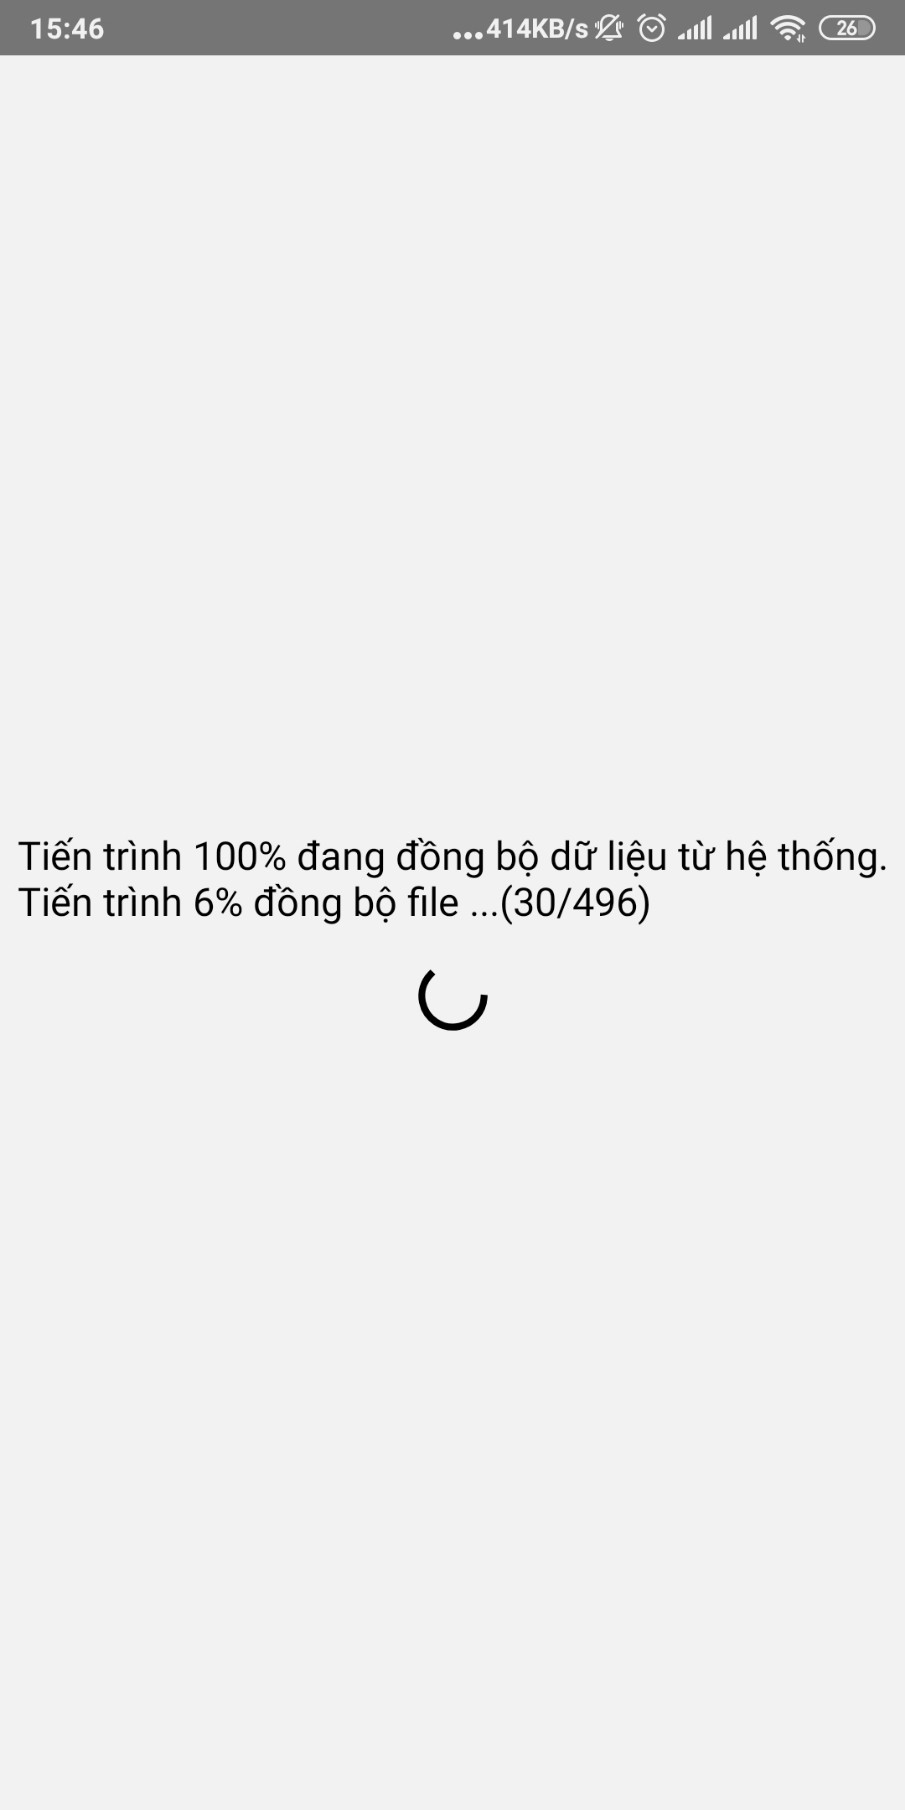 15:46
...414KB/s
26
Tiến trình 100% đang đồng bộ dữ liệu từ hệ thống.
Tiến trình 6% đồng bộ file ...(30/496)